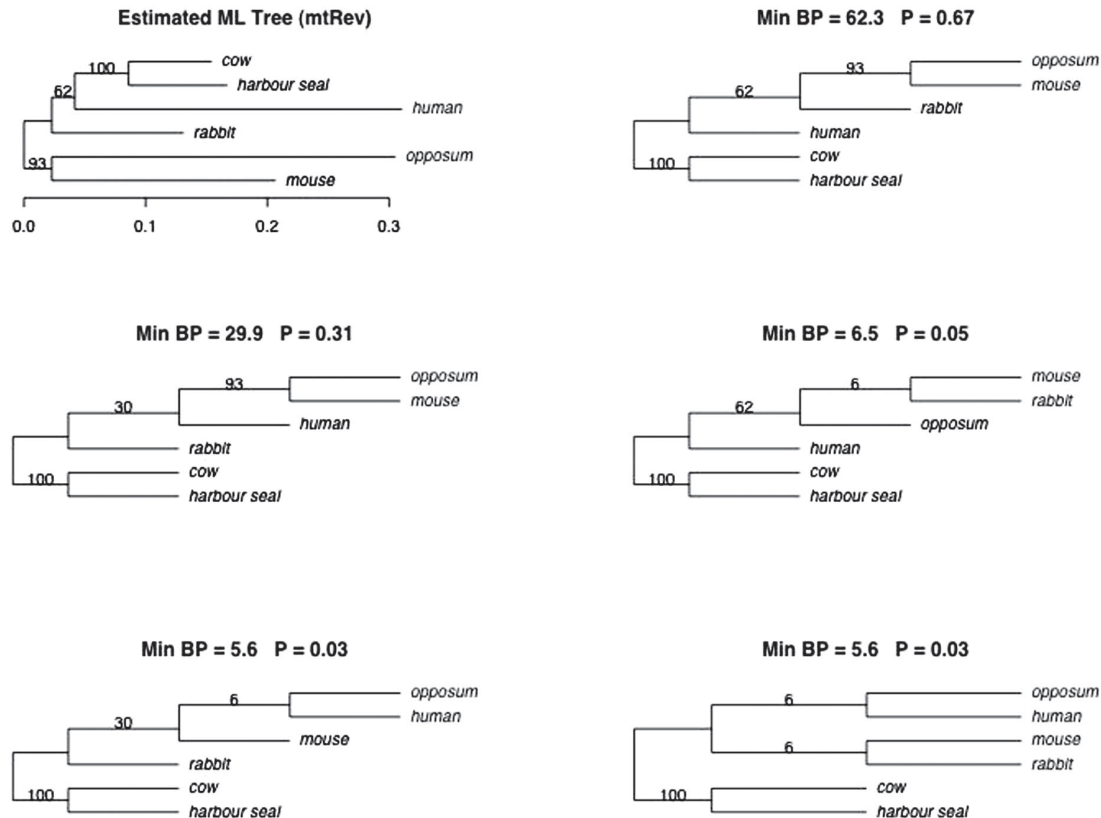 Estimated ML Tree (mtRev)
100
cow
harbour seal
62
human
rabbit
93
opposum
mouse
0.0 0.1 0.2 0.3
Min BP = 62.3 P = 0.67
93
opposum
mouse
62
rabbit
human
100
cow
harbour seal
Min BP = 29.9 P = 0.31
93
opposum
mouse
30
human
rabbit
100
cow
harbour seal
Min BP = 6.5 P = 0.05
6
mouse
rabbit
62
opposum
human
100
cow
harbour seal
Min BP = 5.6 P = 0.03
6
opposum
human
30
mouse
rabbit
100
cow
harbour seal
Min BP = 5.6 P = 0.03
6
opposum
human
6
mouse
rabbit
100
cow
harbour seal